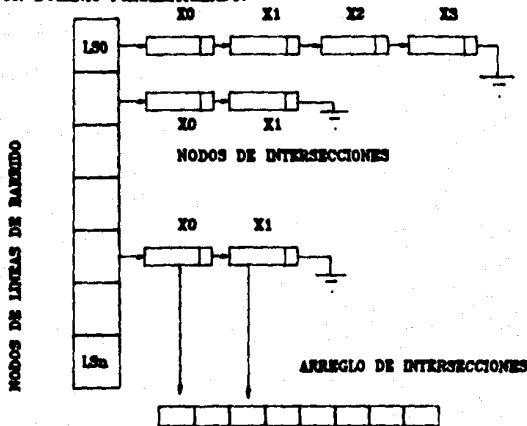 X0 X1 X2 X3
LS0
X0 X1
NODOS DE INTERSECCIONES
NODOS DE LINEAS DE BARRIDO
X0 X1
LSn
ARREGLO DE INTERSECCIONES